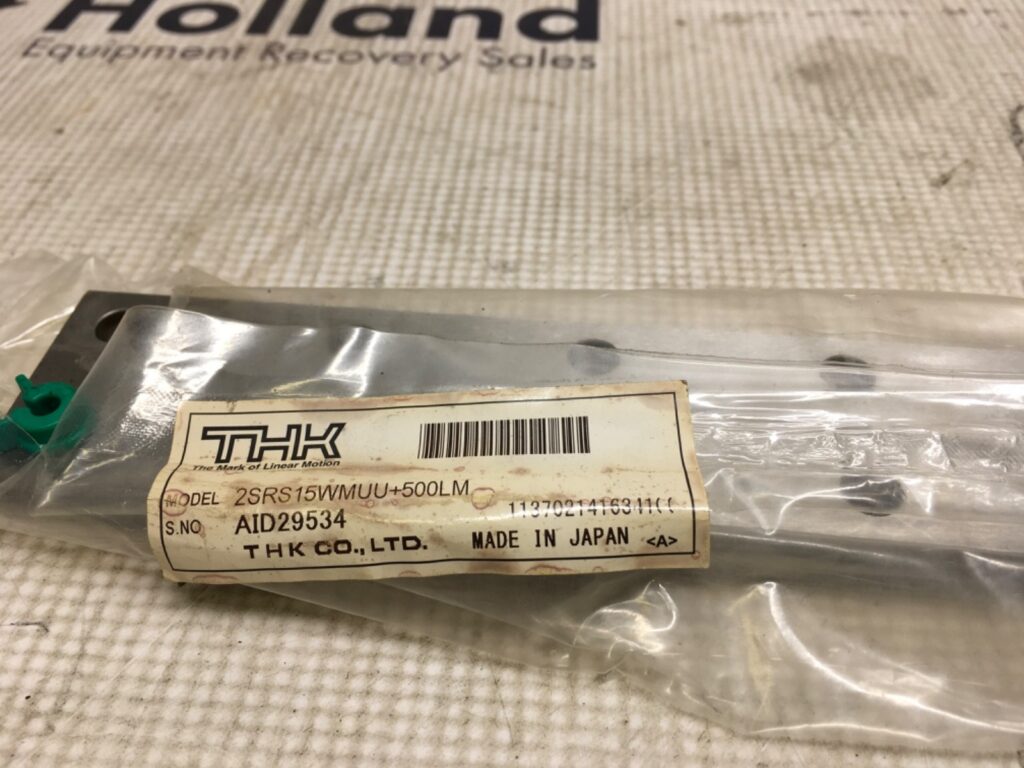 Holland
Equipment Recovery Sales
THK
The Mark of Linear Motion
MODEL 2SRS15WMUU+500LM
S.NO AID29534
THK CO., LTD. MADE IN JAPAN <A>